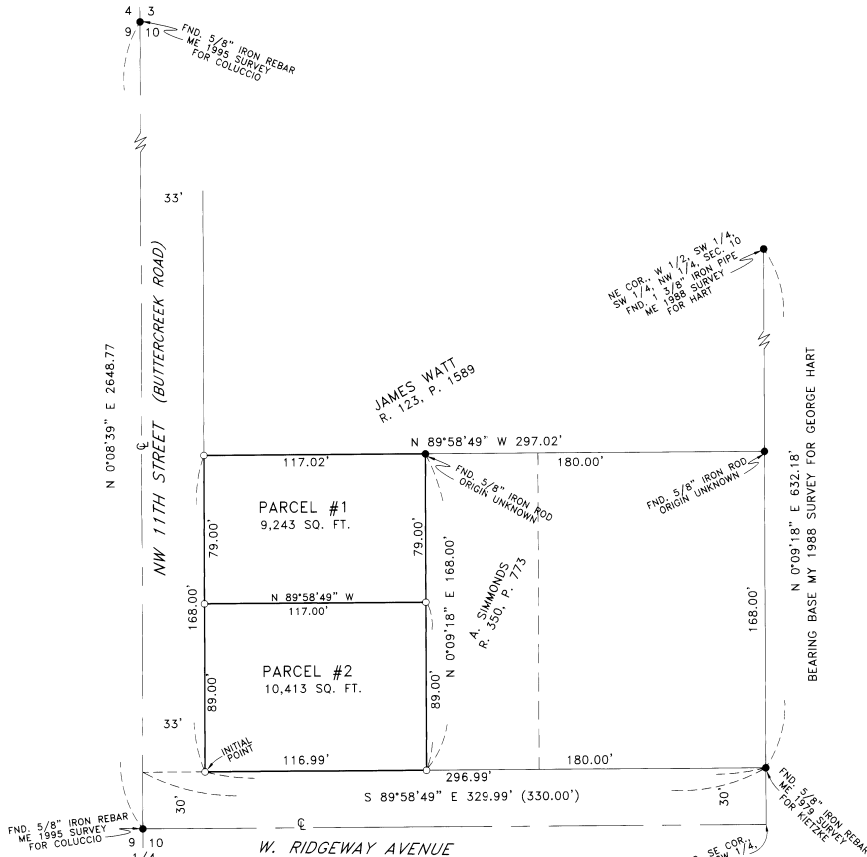 4 3
9 10
FND. 5/8" IRON REBAR
ME 1995 SURVEY
FOR COLUCCIO
33'
NW 11TH STREET (BUTTERCREEK ROAD)
N 0°08'39" E 2648.77
NE COR., W 1/2, SW 1/4,
SW 1/4, NW 1/4, SEC. 10
FND. 1 3/8" IRON PIPE
ME 1988 SURVEY
FOR HART
JAMES WATT
R. 123, P. 1589
N 89°58'49" W 297.02'
117.02'
180.00'
FND. 5/8" IRON ROD
ORIGIN UNKNOWN
FND. 5/8" IRON ROD
ORIGIN UNKNOWN
N 0°09'18" E 632.18'
BEARING BASE MY 1988 SURVEY FOR GEORGE HART
PARCEL #1
9,243 SQ. FT.
79.00'
79.00'
N 89°58'49" W
117.00'
168.00'
N 0°09'18" E 168.00'
A. SIMMONDS
R. 350, P. 773
168.00'
PARCEL #2
10,413 SQ. FT.
89.00'
89.00'
33'
INITIAL
POINT
116.99'
180.00'
296.99'
S 89°58'49" E 329.99' (330.00')
30'
30'
FND. 5/8" IRON REBAR
ME 1979 SURVEY
FOR KIETZKE
FND. 5/8" IRON REBAR
ME 1995 SURVEY
FOR COLUCCIO
9 10
1/4
W. RIDGEWAY AVENUE
SE COR.,
SW 1/4,